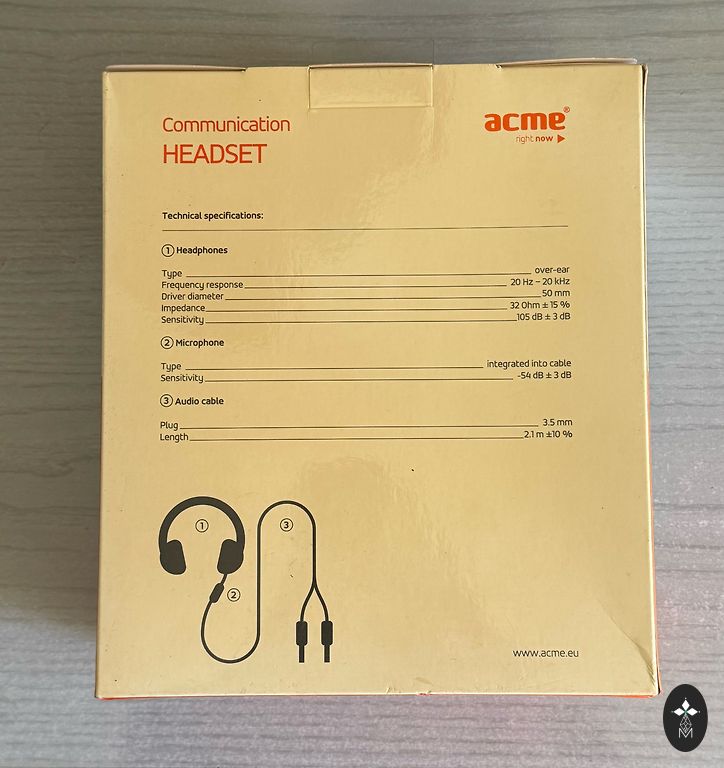 Communication
HEADSET
acme®
right now
Technical specifications:
1 Headphones
Type over-ear
Frequency response 20 Hz – 20 kHz
Driver diameter 50 mm
Impedance 32 Ohm ± 15 %
Sensitivity 105 dB ± 3 dB
2 Microphone
Type integrated into cable
Sensitivity -54 dB ± 3 dB
3 Audio cable
Plug 3.5 mm
Length 2.1 m ±10 %
1
3
2
www.acme.eu
M